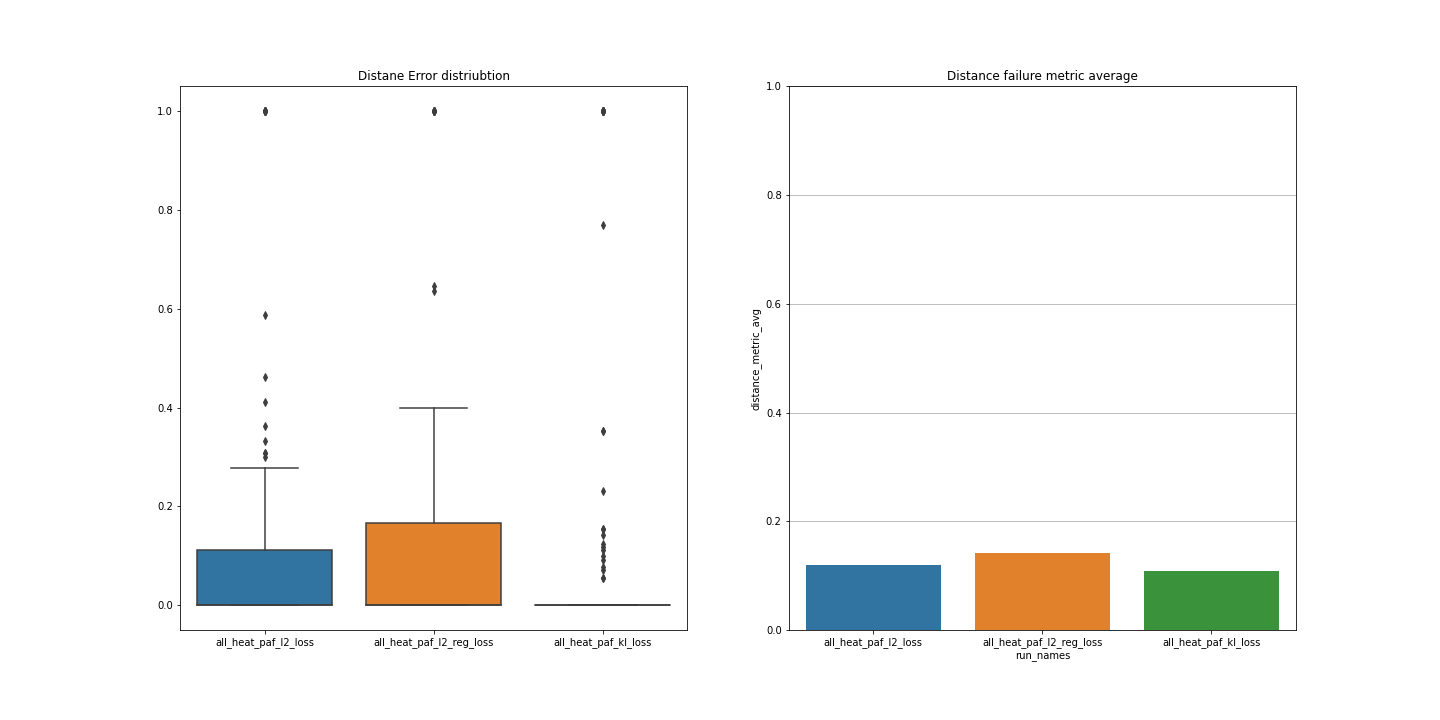 Distane Error distriubtion
1.0
0.8
0.6
0.4
0.2
0.0
all_heat_paf_l2_loss
all_heat_paf_l2_reg_loss
all_heat_paf_kl_loss
Distance failure metric average
distance_metric_avg
1.0
0.8
0.6
0.4
0.2
0.0
all_heat_paf_l2_loss
all_heat_paf_l2_reg_loss
all_heat_paf_kl_loss
run_names